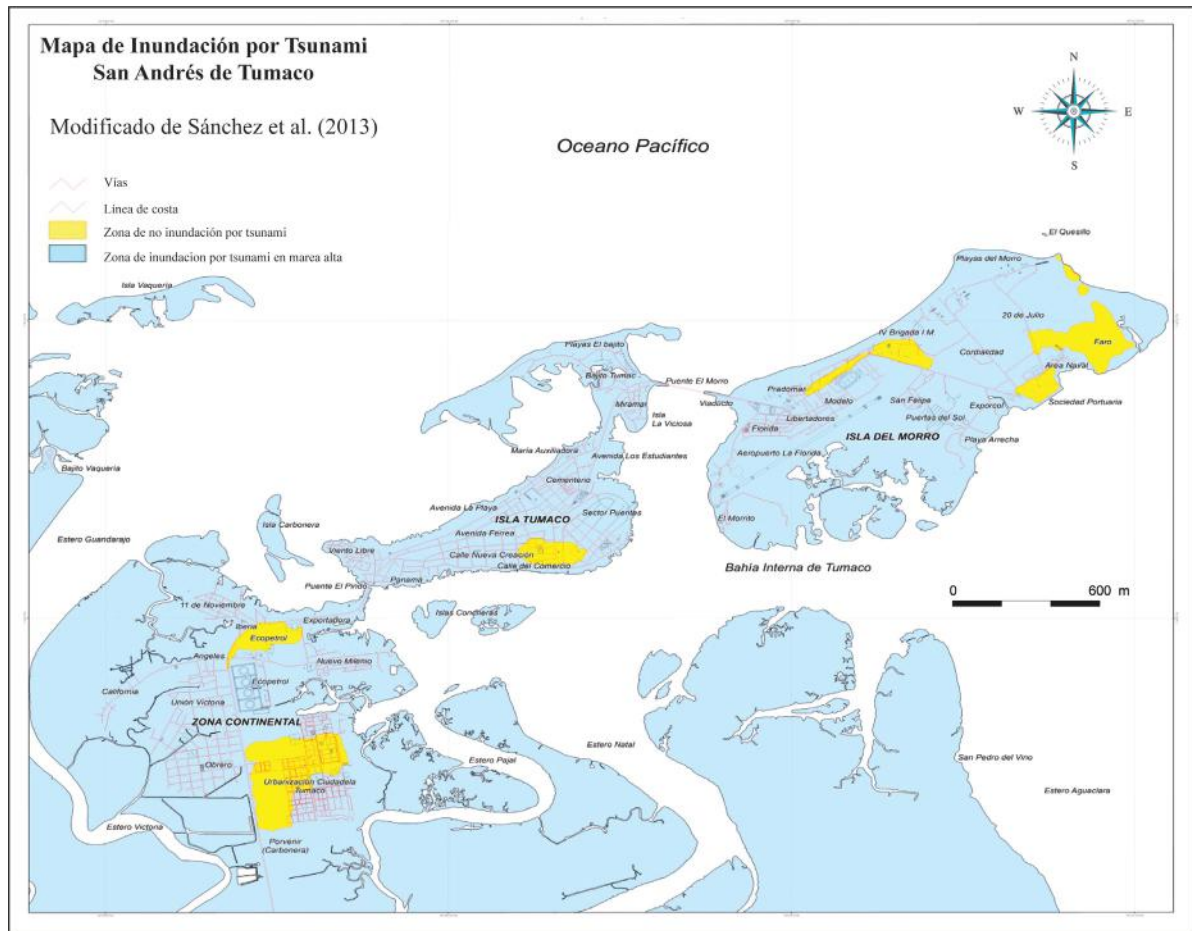 Mapa de Inundación por Tsunami
San Andrés de Tumaco
Modificado de Sánchez et al. (2013)
Vías
Línea de costa
Zona de no inundación por tsunami
Zona de inundacion por tsunami en marea alta
Oceano Pacífico
N
W
E
S
El Quesillo
Playas del Morro
Isla Vaqueria
20 de Julio
IV Brigada I M
Faro
Playas El bajito
Cordialidad
Area Naval
Bajito Tumac
Puente El Morro
Pradomar
Miramar
Viaducto
Modelo
San Felipe
Exporcol
Sociedad Portuaria
Isla
La Viciosa
Libertadores
Puertas del Sol
Florida
ISLA DEL MORRO
Playa Arrecha
Maria Auxiliadora
Avenida Los Estudiantes
Aeropuerto La Florida
Bajito Vaqueria
Cementerio
Avenida La Playa
Sector Puentes
ISLA TUMACO
El Morrito
Isla Carbonera
Avenida Ferrea
Estero Guandarajo
Viento Libre
Calle Nueva Creación
Calle del Comercio
Bahía Interna de Tumaco
Panamá
Puente El Pindo
0 600 m
11 de Noviembre
Islas Concheras
Iberia
Exportadura
Ecopetrol
Angeles
Nuevo Milenio
Ecopetrol
California
Unión Victoria
ZONA CONTINENTAL
Estero Natal
Obrero
Estero Pajal
San Pedro del Vino
Urbanización Ciudadela
Tumaco
Estero Aguaclara
Estero Victoria
Porvenir
(Carbonera)